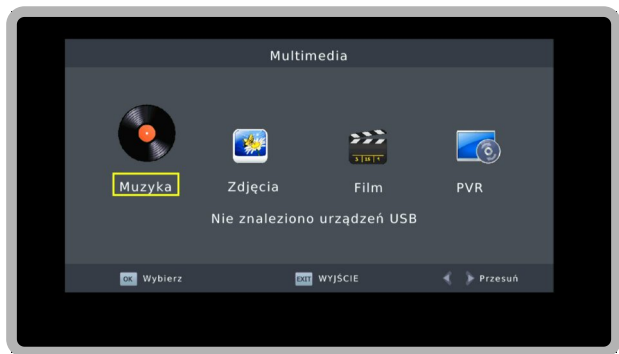 Multimedia
Muzyka Zdjęcia Film PVR
Nie znaleziono urządzeń USB
OK Wybierz EXIT WYJŚCIE Przesuń